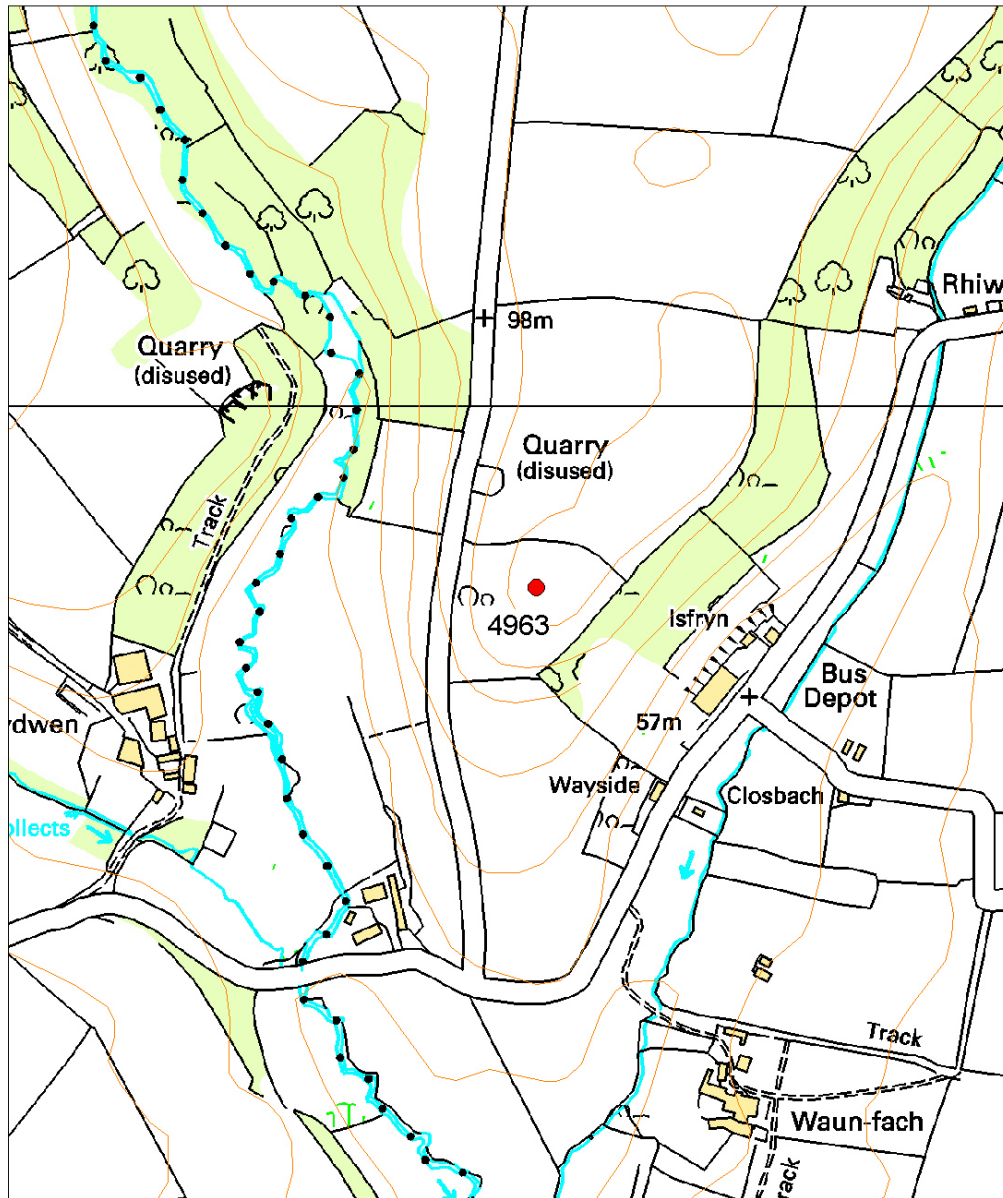 Rhiw
98m
Quarry
(disused)
Quarry
(disused)
Track
4963
Isfryn
Bus
Depot
57m
ydwen
Wayside
Closbach
ollects
Track
Waun-fach
rack